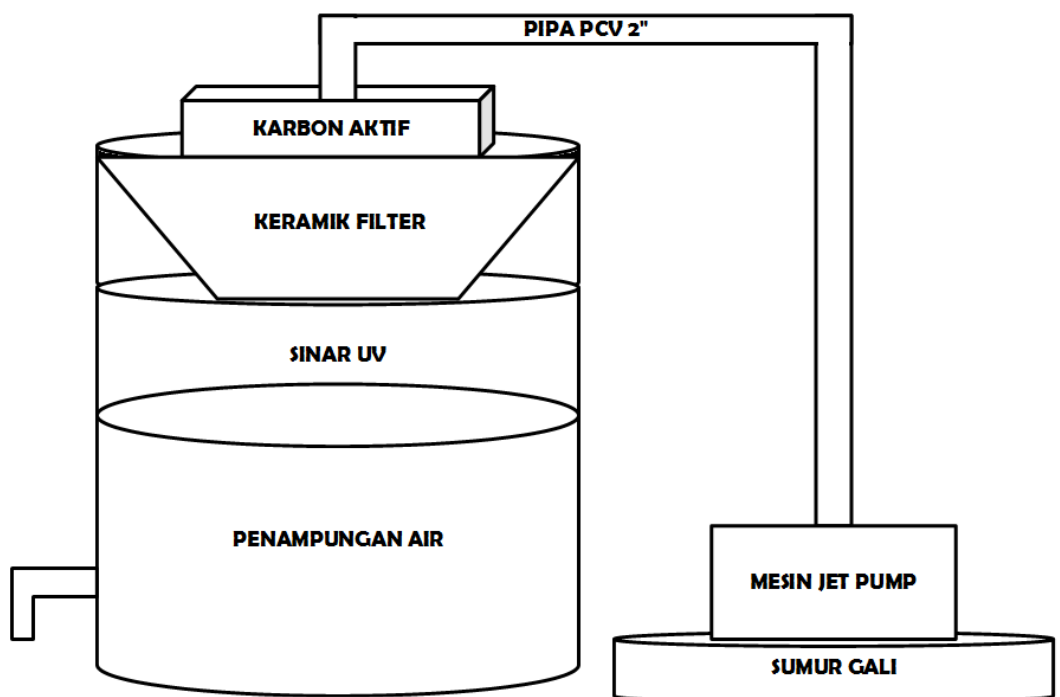 PIPA PCV 2"
KARBON AKTIF
KERAMIK FILTER
SINAR UV
PENAMPUNGAN AIR
MESIN JET PUMP
SUMUR GALI